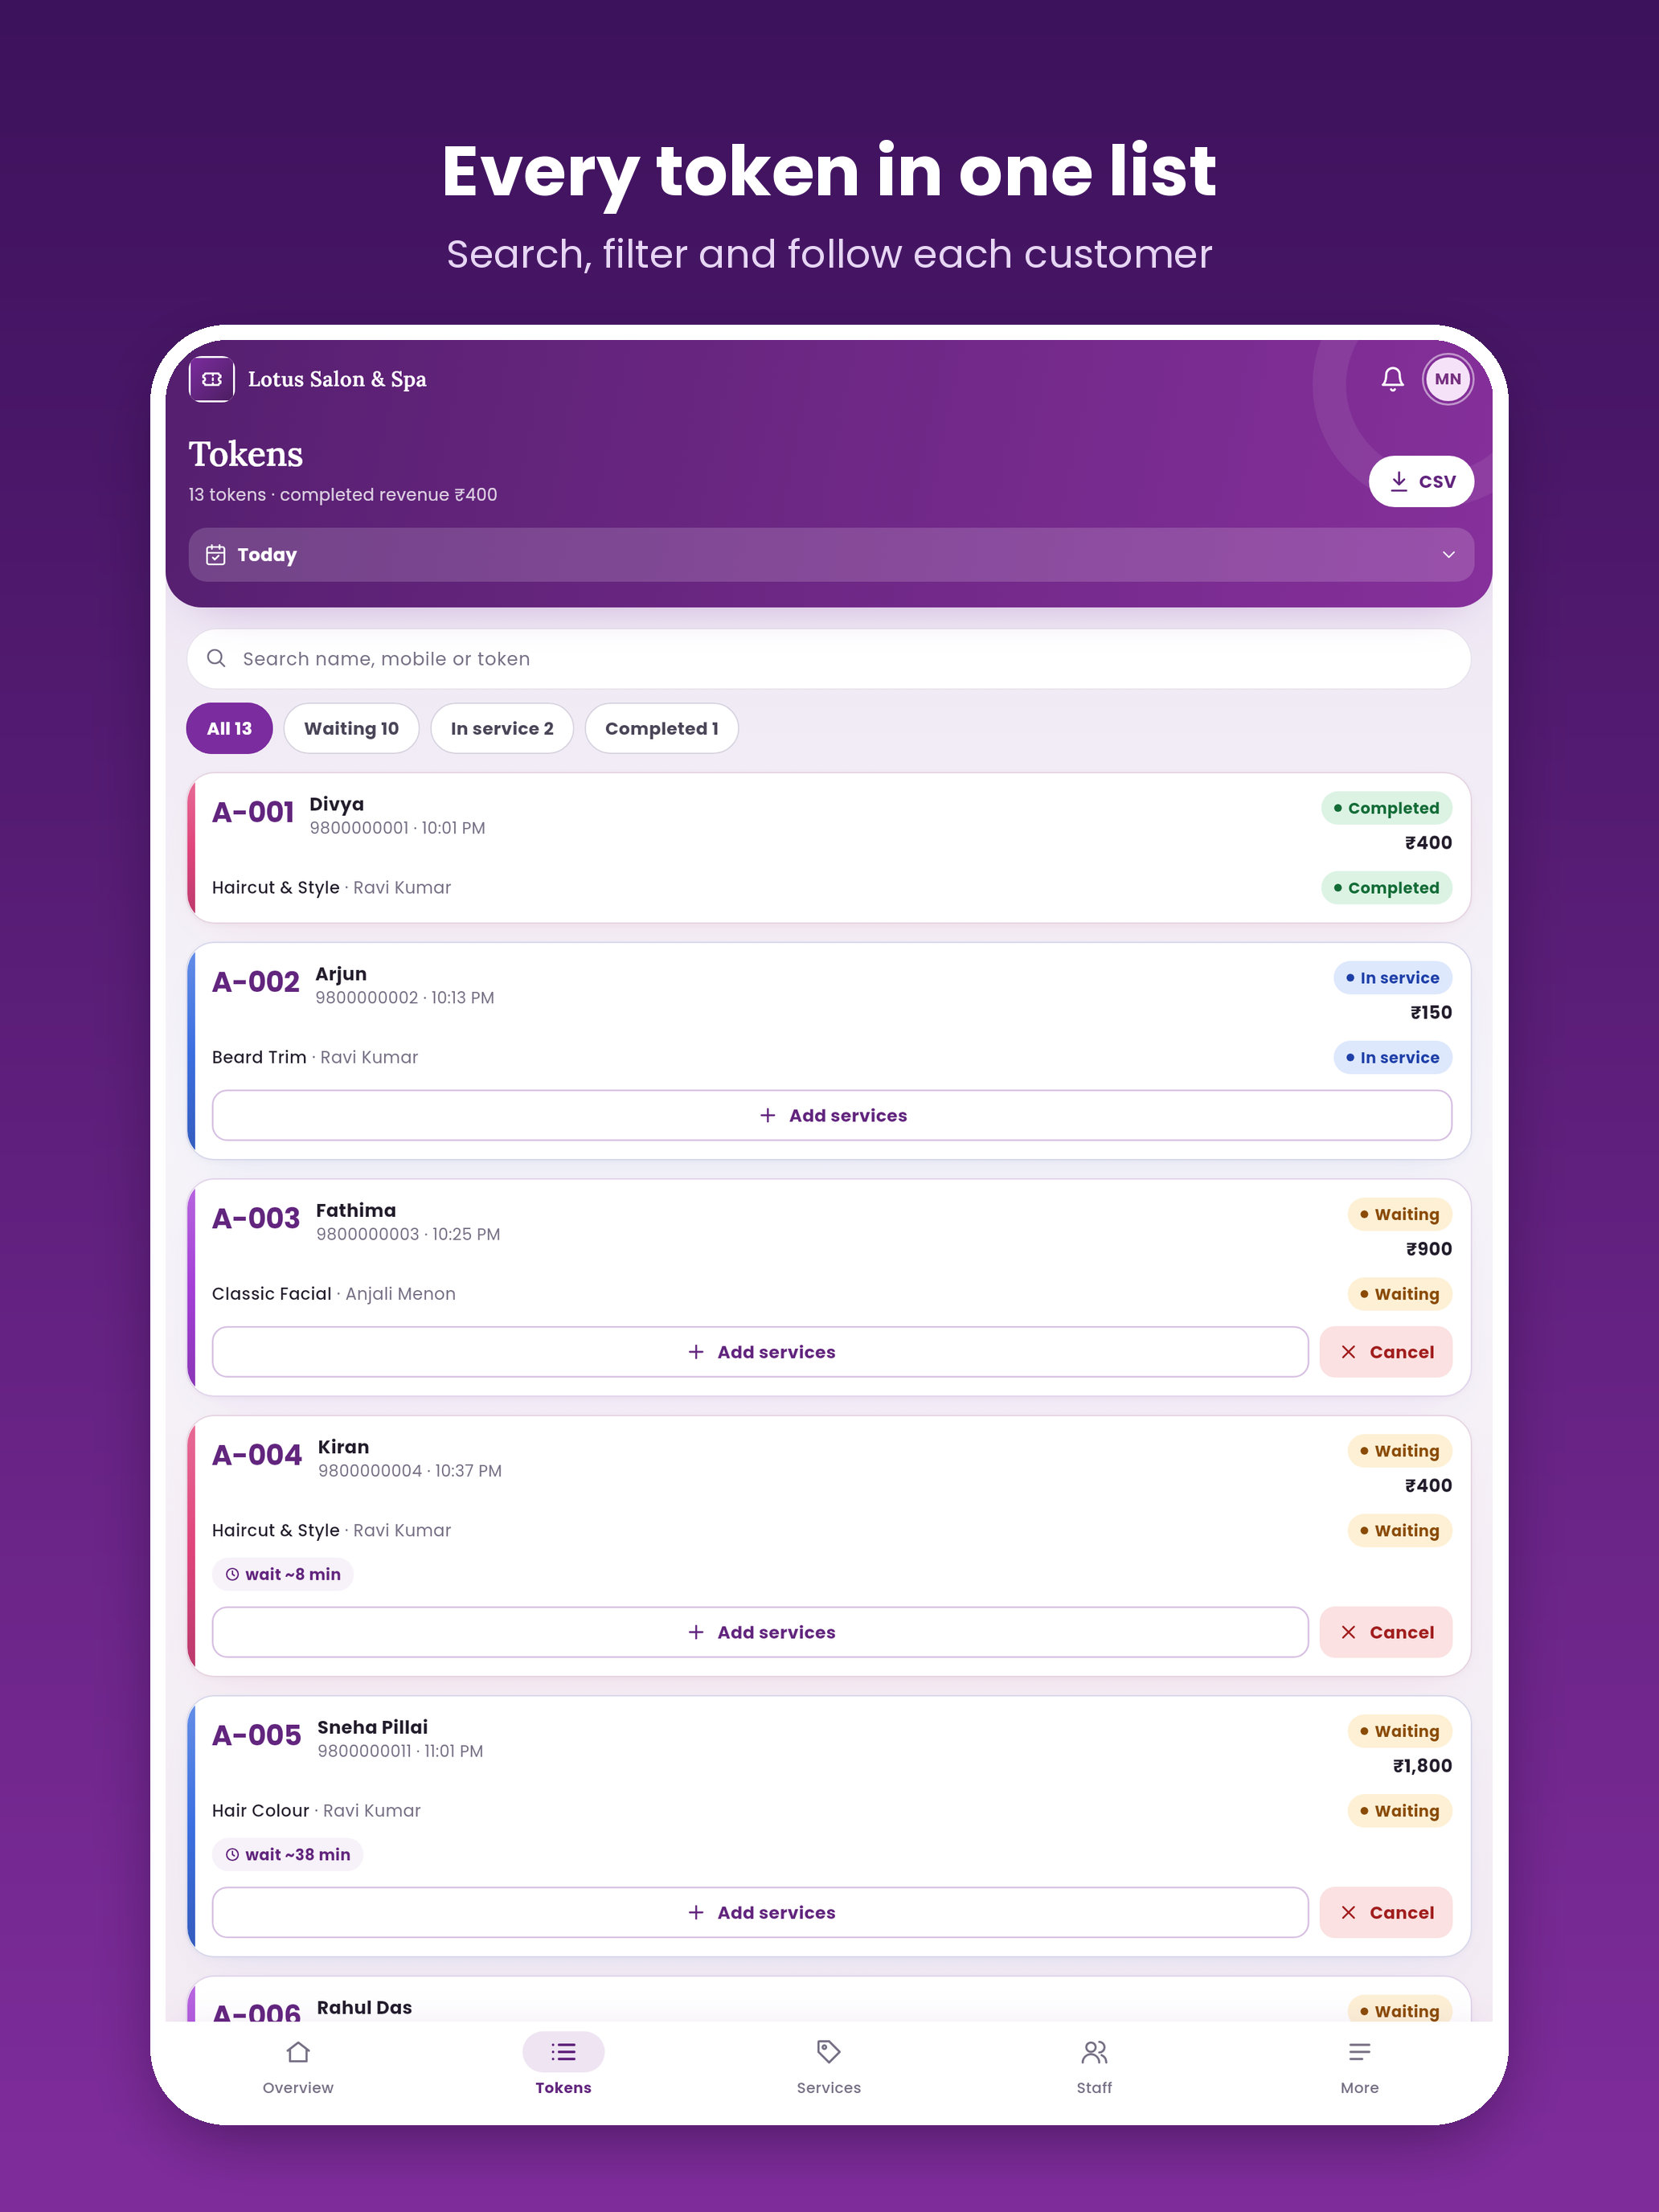 Every token in one list
Search, filter and follow each customer
Lotus Salon & Spa
MN
Tokens
13 tokens · completed revenue ₹400
CSV
Today
Search name, mobile or token
All 13
Waiting 10
In service 2
Completed 1
A-001
Divya
9800000001 · 10:01 PM
Completed
₹400
Haircut & Style · Ravi Kumar
Completed
A-002
Arjun
9800000002 · 10:13 PM
In service
₹150
Beard Trim · Ravi Kumar
In service
Add services
A-003
Fathima
9800000003 · 10:25 PM
Waiting
₹900
Classic Facial · Anjali Menon
Waiting
Add services
Cancel
A-004
Kiran
9800000004 · 10:37 PM
Waiting
₹400
Haircut & Style · Ravi Kumar
Waiting
wait ~8 min
Add services
Cancel
A-005
Sneha Pillai
9800000011 · 11:01 PM
Waiting
₹1,800
Hair Colour · Ravi Kumar
Waiting
wait ~38 min
Add services
Cancel
A-006
Rahul Das
Waiting
Overview
Tokens
Services
Staff
More